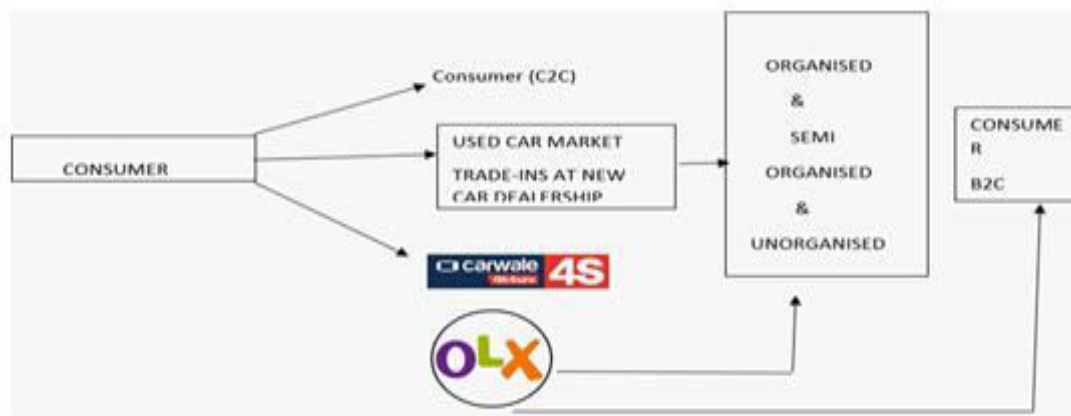 Consumer (C2C)
CONSUMER
USED CAR MARKET
TRADE-INS AT NEW
CAR DEALERSHIP
carwale
4S
OLX
ORGANISED
&
SEMI
ORGANISED
&
UNORGANISED
CONSUME
R
B2C